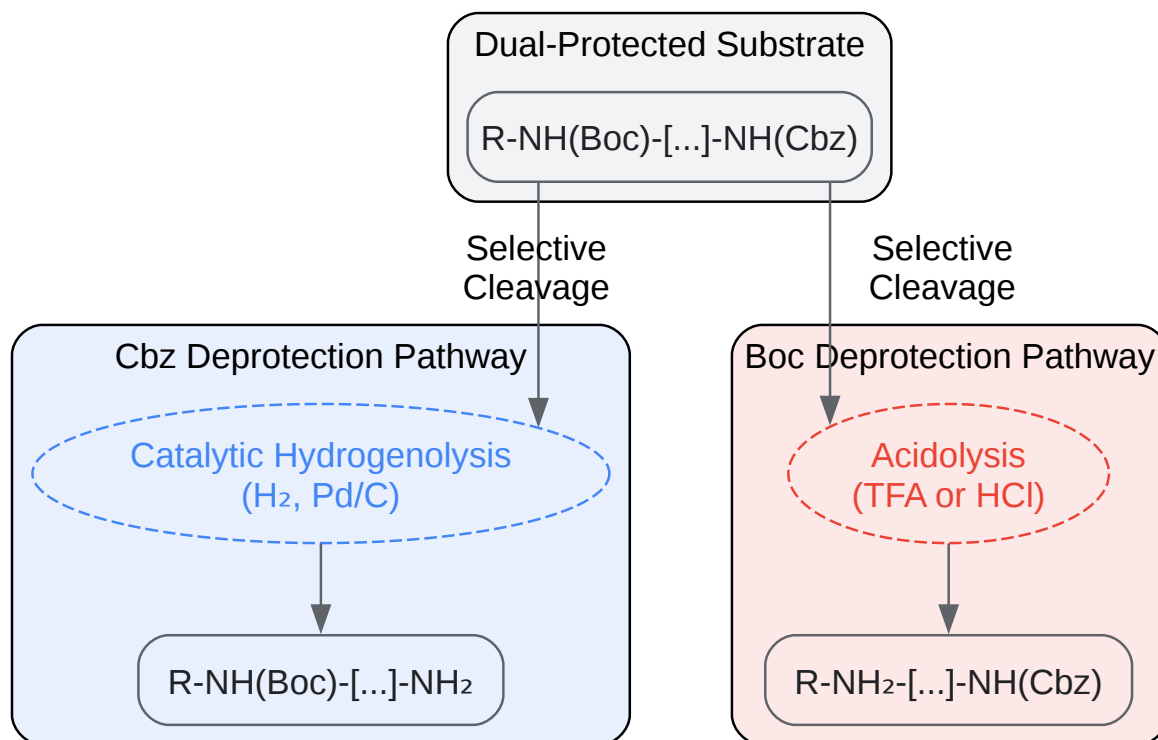 Dual-Protected Substrate
R-NH(Boc)-[...]-NH(Cbz)
Selective
Cleavage
Selective
Cleavage
Cbz Deprotection Pathway
Catalytic Hydrogenolysis
(H₂, Pd/C)
R-NH(Boc)-[...]-NH₂
Boc Deprotection Pathway
Acidolysis
(TFA or HCl)
R-NH₂-[...]-NH(Cbz)